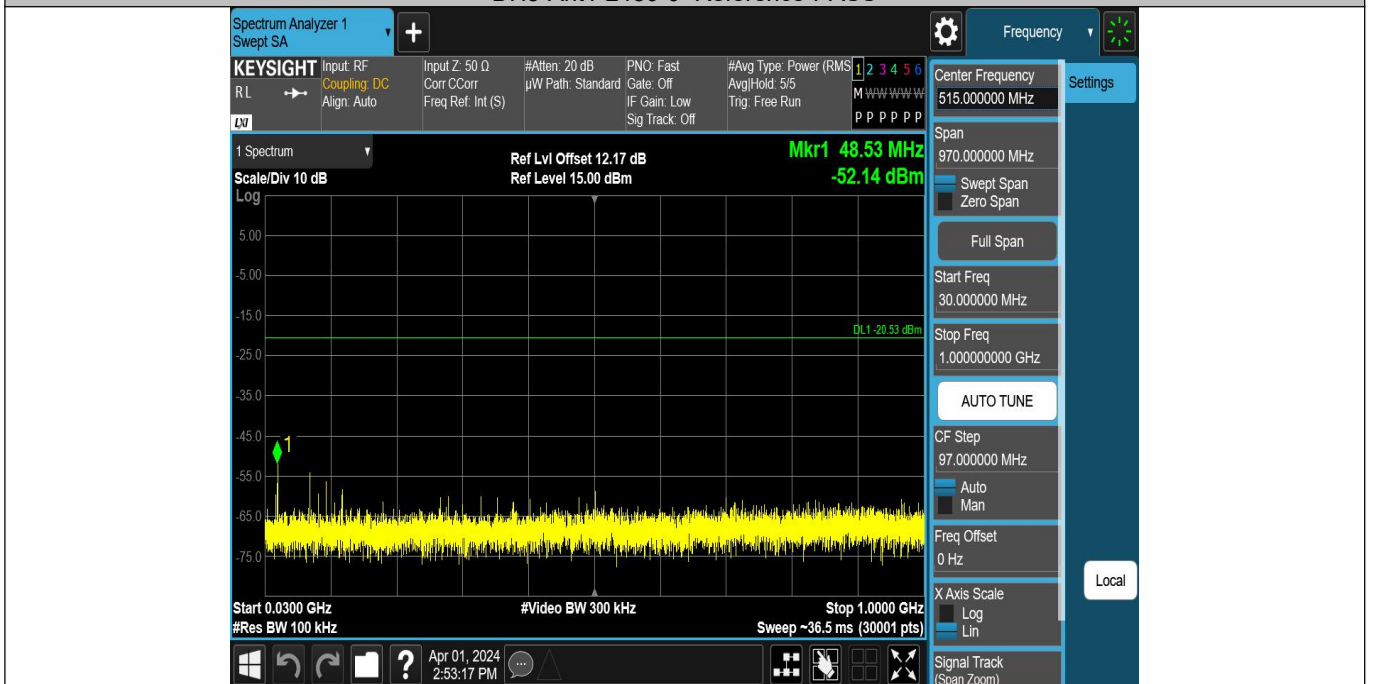 Spectrum Analyzer 1
Swept SA
+
Frequency
KEYSIGHT
RL
LXI
Input: RF
Coupling: DC
Align: Auto
Input Z: 50 Ω
Corr CCorr
Freq Ref: Int (S)
#Atten: 20 dB
µW Path: Standard
PNO: Fast
Gate: Off
IF Gain: Low
Sig Track: Off
#Avg Type: Power (RMS
Avg|Hold: 5/5
Trig: Free Run
1 2 3 4 5 6
M W W W W W
P P P P P P
1 Spectrum
Scale/Div 10 dB
Log
Ref Lvl Offset 12.17 dB
Ref Level 15.00 dBm
Mkr1 48.53 MHz
-52.14 dBm
5.00
-5.00
-15.0
DL1 -20.53 dBm
-25.0
-35.0
-45.0
1
-55.0
-65.0
-75.0
Start 0.0300 GHz
#Video BW 300 kHz
Stop 1.0000 GHz
#Res BW 100 kHz
Sweep ~36.5 ms (30001 pts)
Apr 01, 2024
2:53:17 PM
?
Center Frequency
515.000000 MHz
Settings
Span
970.000000 MHz
Swept Span
Zero Span
Full Span
Start Freq
30.000000 MHz
Stop Freq
1.000000000 GHz
AUTO TUNE
CF Step
97.000000 MHz
Auto
Man
Freq Offset
0 Hz
Local
X Axis Scale
Log
Lin
Signal Track
(Span Zoom)